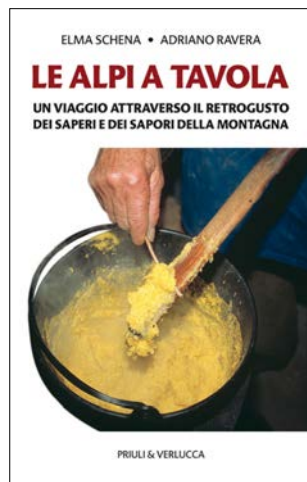 ELMA SCHENA • ADRIANO RAVERA
LE ALPI A TAVOLA
UN VIAGGIO ATTRAVERSO IL RETROGUSTO
DEI SAPERI E DEI SAPORI DELLA MONTAGNA
PRIULI & VERLUCCA